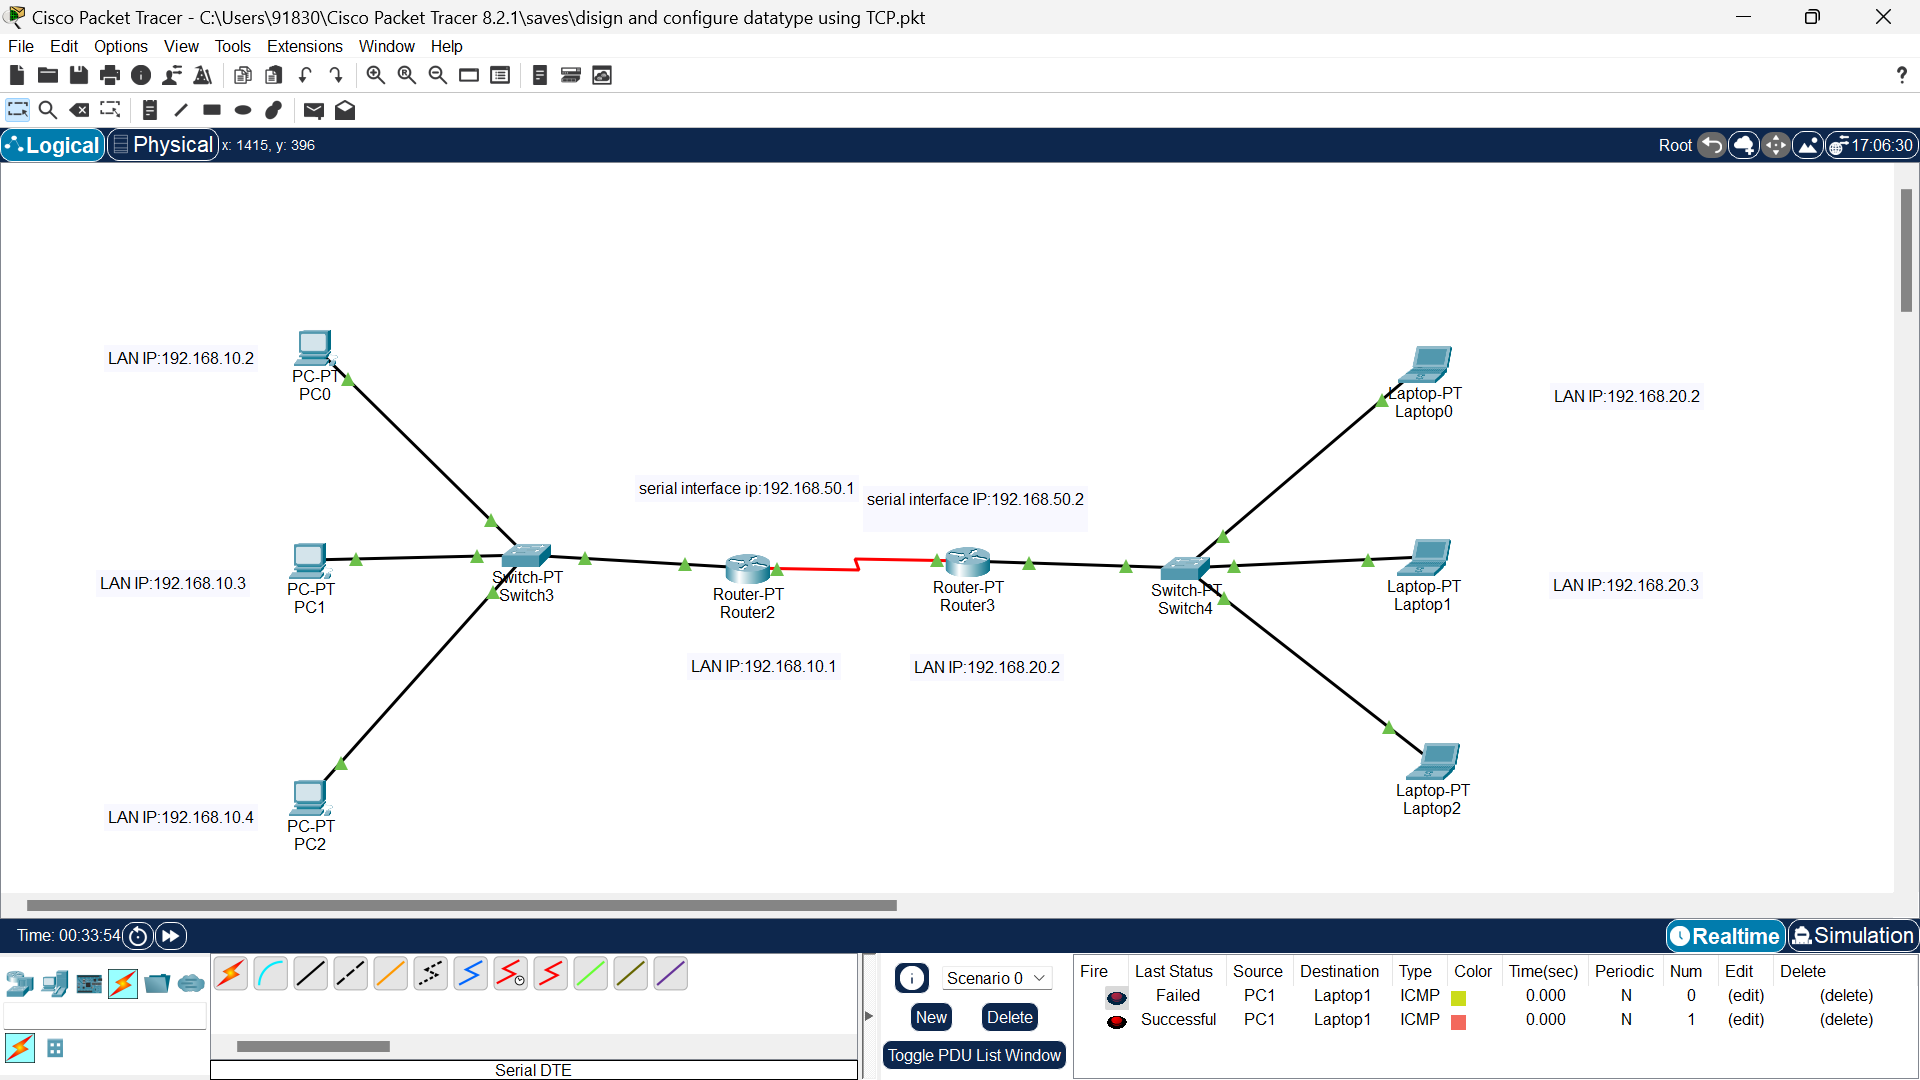 Cisco Packet Tracer - C:\Users\91830\Cisco Packet Tracer 8.2.1\saves\disign and configure datatype using TCP.pkt
File Edit Options View Tools Extensions Window Help
?
Logical Physical x: 1415, y: 396 Root 17:06:30
LAN IP:192.168.10.2
PC-PT
PC0
Laptop-PT
Laptop0
LAN IP:192.168.20.2
serial interface ip:192.168.50.1
serial interface IP:192.168.50.2
LAN IP:192.168.10.3
PC-PT
PC1
Switch-PT
Switch3
Router-PT
Router2
Router-PT
Router3
Switch-PT
Switch4
Laptop-PT
Laptop1
LAN IP:192.168.20.3
LAN IP:192.168.10.1
LAN IP:192.168.20.2
LAN IP:192.168.10.4
PC-PT
PC2
Laptop-PT
Laptop2
Time: 00:33:54 Realtime Simulation
Scenario 0
New Delete
Toggle PDU List Window
Serial DTE
Fire Last Status Source Destination Type Color Time(sec) Periodic Num Edit Delete
Failed PC1 Laptop1 ICMP 0.000 N 0 (edit) (delete)
Successful PC1 Laptop1 ICMP 0.000 N 1 (edit) (delete)